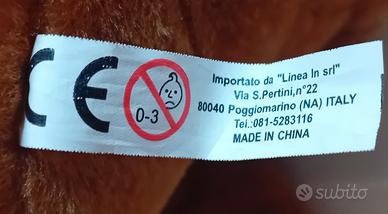 CE
0-3
Importato da "Linea In srl"
Via S.Pertini,n°22
80040 Poggiomarino (NA) ITALY
Tei.:081-5283116
MADE IN CHINA
subito